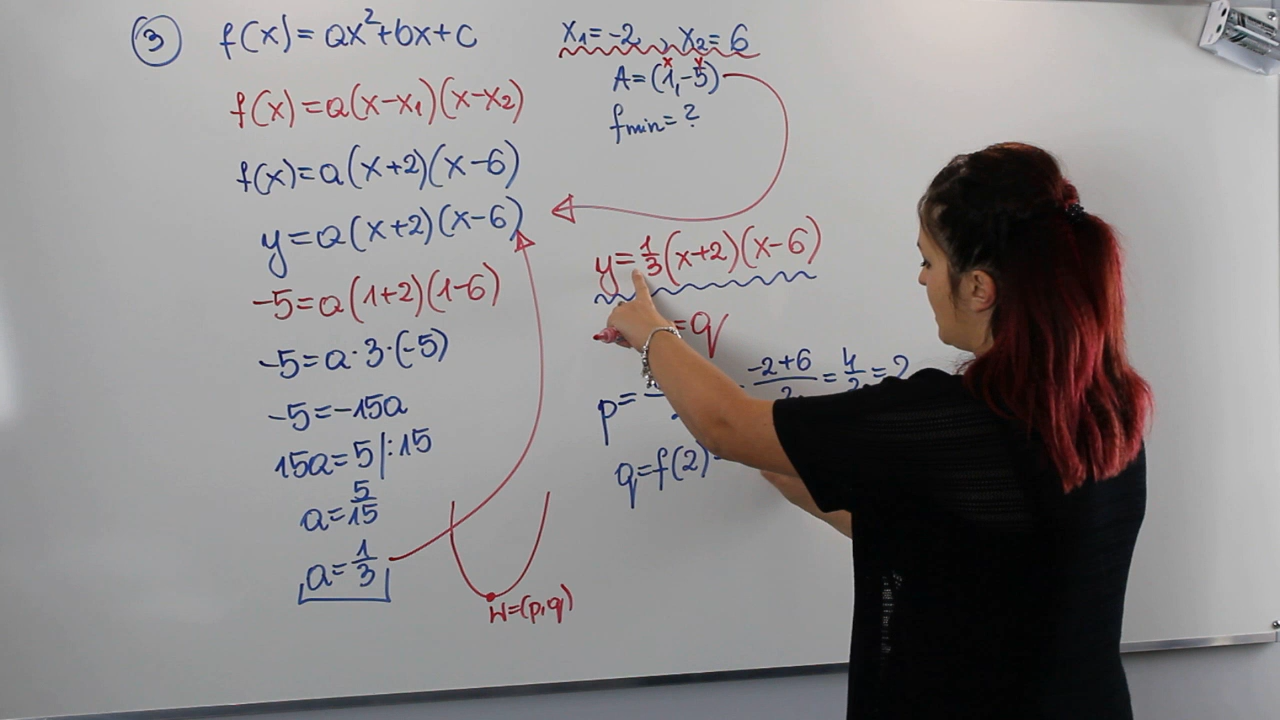 3 f(x)=ax²+bx+c
f(x)=a(x-x₁)(x-x₂)
f(x)=a(x+2)(x-6)
y=a(x+2)(x-6)
-5=a(1+2)(1-6)
-5=a·3·(-5)
-5=-15a
15a=5/:15
a=5/15
a=1/3
W=(p,q)
x₁=-2, x₂=6
x y
A=(1,-5)
fmin=?
y=1/3(x+2)(x-6)
=q
p= -2+6/2=4/2=2
q=f(2)=